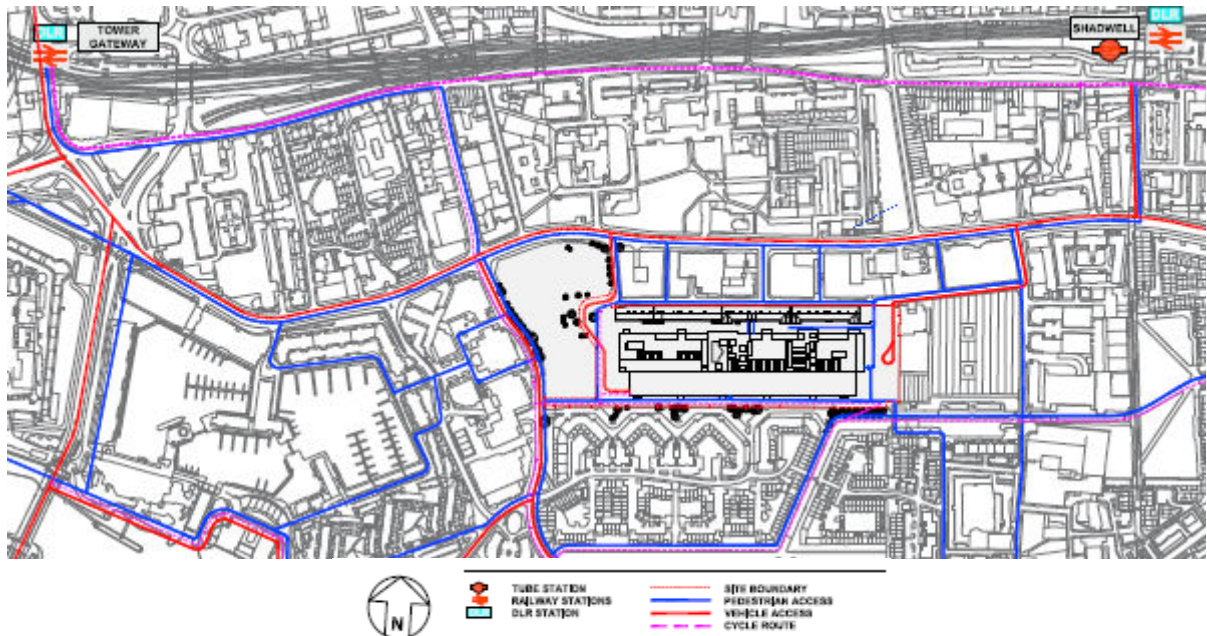 DLR
TOWER
GATEWAY
DLR
SHADWELL
N
TUBE STATION
RAILWAY STATIONS
DLR STATION
SITE BOUNDARY
PEDESTRIAN ACCESS
VEHICLE ACCESS
CYCLE ROUTE